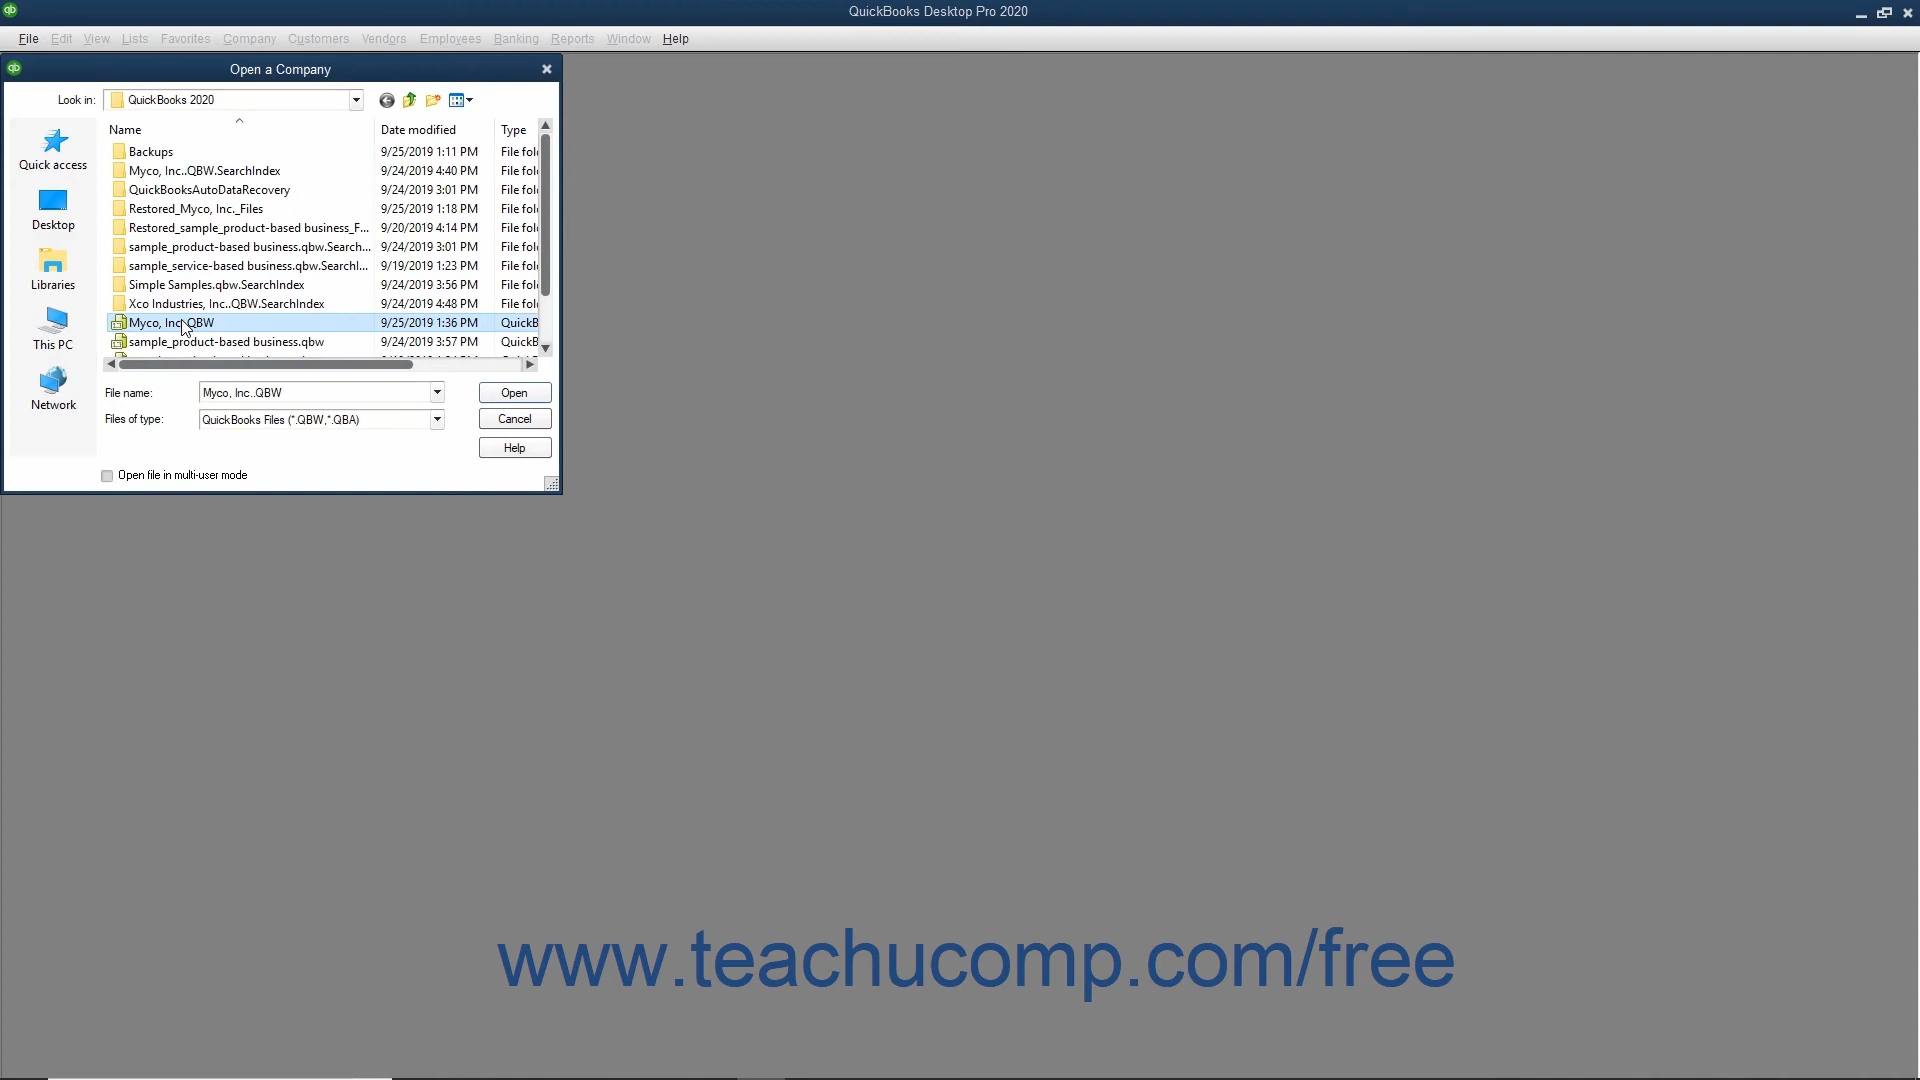 QuickBooks Desktop Pro 2020
File Edit View Lists Favorites Company Customers Vendors Employees Banking Reports Window Help
Open a Company
Look in: QuickBooks 2020
Name Date modified Type
Backups 9/25/2019 1:11 PM File fol
Myco, Inc..QBW.SearchIndex 9/24/2019 4:40 PM File fol
QuickBooksAutoDataRecovery 9/24/2019 3:01 PM File fol
Restored_Myco, Inc._Files 9/25/2019 1:18 PM File fol
Restored_sample_product-based business_F... 9/20/2019 4:14 PM File fol
sample_product-based business.qbw.Search... 9/24/2019 3:01 PM File fol
sample_service-based business.qbw.SearchI... 9/19/2019 1:23 PM File fol
Simple Samples.qbw.SearchIndex 9/24/2019 3:56 PM File fol
Xco Industries, Inc..QBW.SearchIndex 9/24/2019 4:48 PM File fol
Myco, Inc..QBW 9/25/2019 1:36 PM QuickB
sample_product-based business.qbw 9/24/2019 3:57 PM QuickB
Quick access
Desktop
Libraries
This PC
Network
File name: Myco, Inc..QBW Open
Files of type: QuickBooks Files (*.QBW,*.QBA) Cancel
Help
Open file in multi-user mode
www.teachucomp.com/free